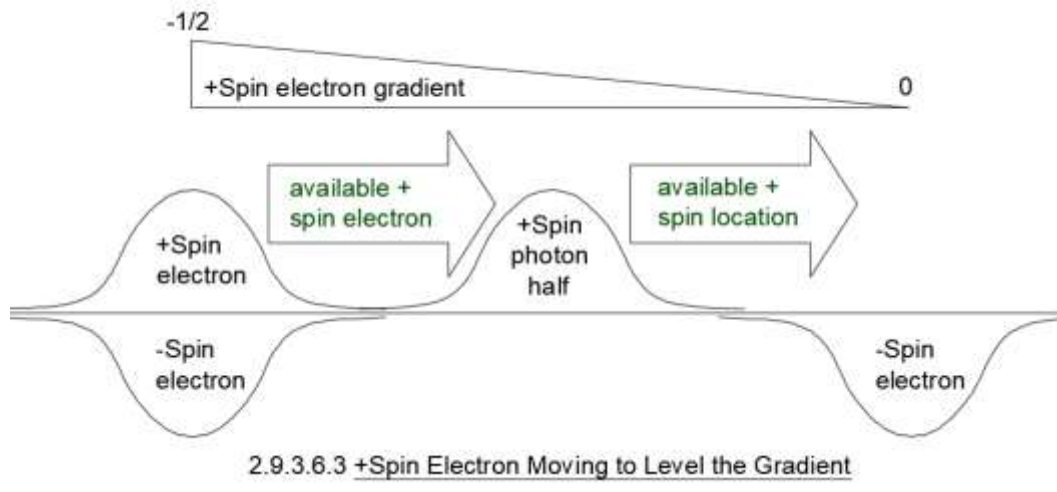 -1/2
+Spin electron gradient
0
available +
spin electron
available +
spin location
+Spin
electron
+Spin
photon
half
-Spin
electron
-Spin
electron
2.9.3.6.3 +Spin Electron Moving to Level the Gradient